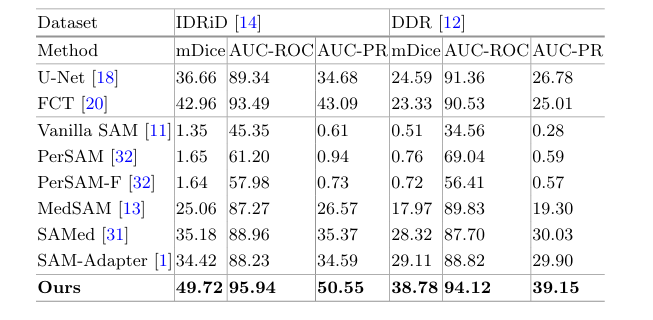 Dataset IDRiD [14] DDR [12]
Method mDice AUC-ROC AUC-PR mDice AUC-ROC AUC-PR
U-Net [18] 36.66 89.34 34.68 24.59 91.36 26.78
FCT [20] 42.96 93.49 43.09 23.33 90.53 25.01
Vanilla SAM [11] 1.35 45.35 0.61 0.51 34.56 0.28
PerSAM [32] 1.65 61.20 0.94 0.76 69.04 0.59
PerSAM-F [32] 1.64 57.98 0.73 0.72 56.41 0.57
MedSAM [13] 25.06 87.27 26.57 17.97 89.83 19.30
SAMed [31] 35.18 88.96 35.37 28.32 87.70 30.03
SAM-Adapter [1] 34.42 88.23 34.59 29.11 88.82 29.90
Ours 49.72 95.94 50.55 38.78 94.12 39.15